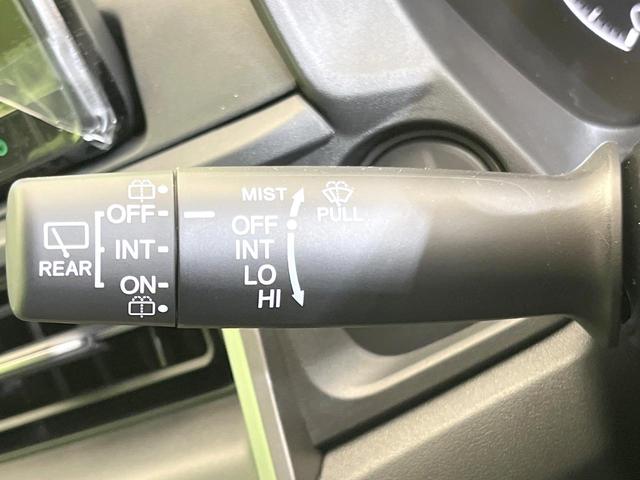 REAR
OFF
INT
ON
MIST
OFF
INT
LO
HI
PULL